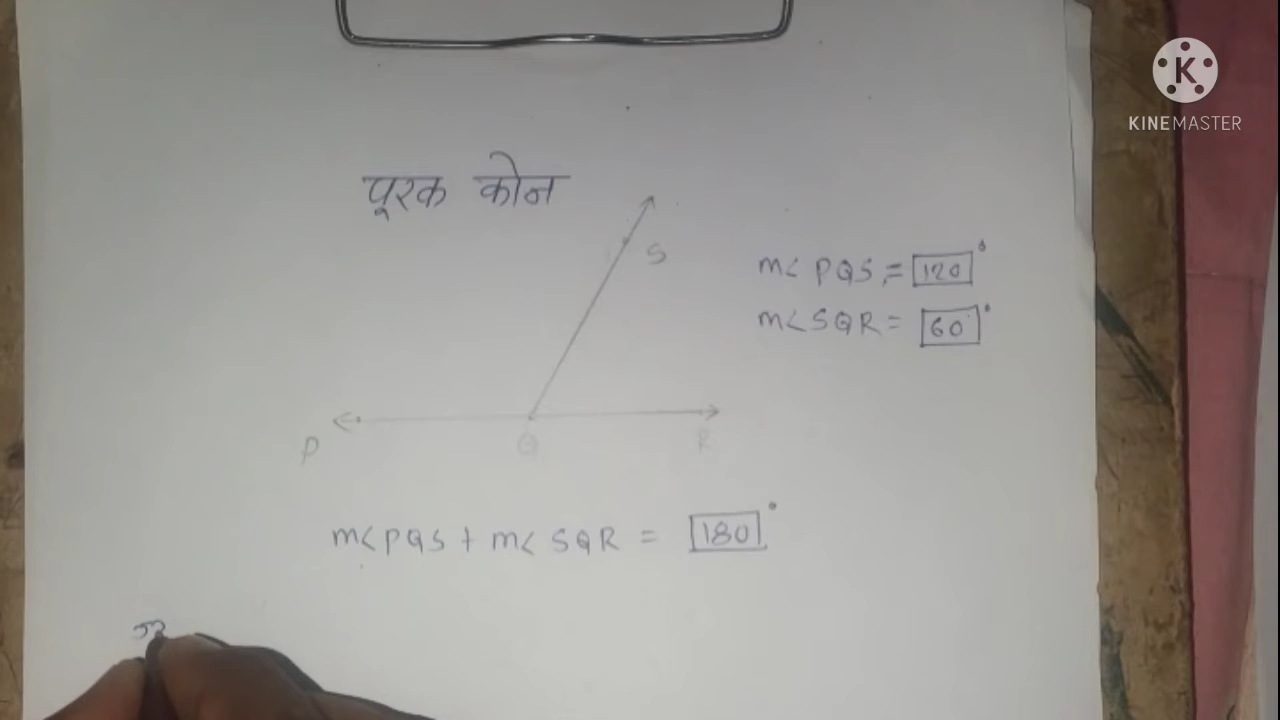 K
KINEMASTER
पूरक कोन
S
m< PQS = 120°
m< SQR = 60°
P Q R
m< PQS + m< SQR = 180°